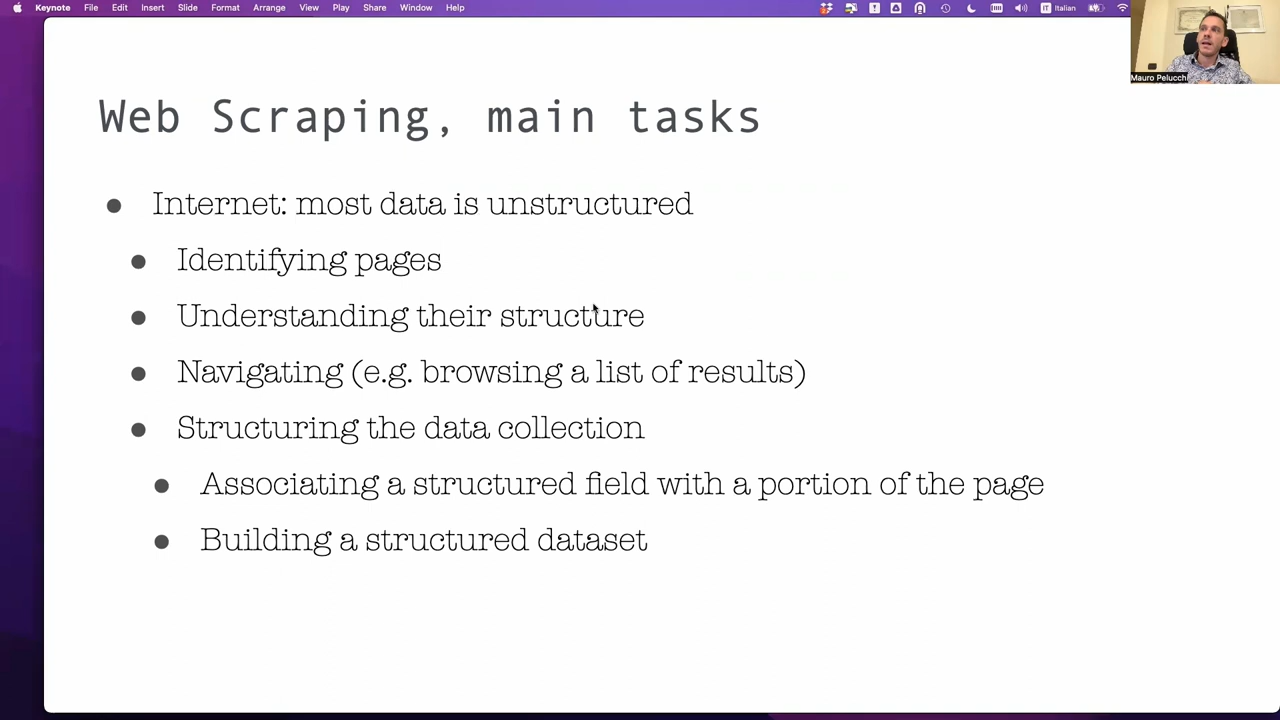 Keynote File Edit Insert Slide Format Arrange View Play Share Window Help Italian
Mauro Pelucchi
Web Scraping, main tasks
Internet: most data is unstructured
Identifying pages
Understanding their structure
Navigating (e.g. browsing a list of results)
Structuring the data collection
Associating a structured field with a portion of the page
Building a structured dataset